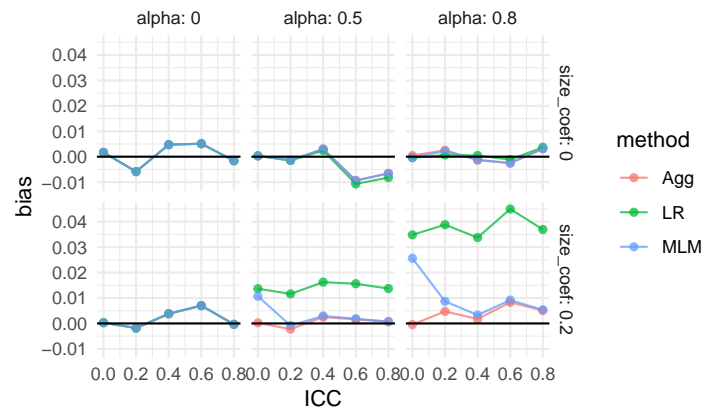 alpha: 0
alpha: 0.5
alpha: 0.8
0.04
0.03
0.02
0.01
0.00
−0.01
size_coef: 0
0.04
0.03
0.02
0.01
0.00
−0.01
size_coef: 0.2
bias
0.0 0.2 0.4 0.6 0.8
0.0 0.2 0.4 0.6 0.8
0.0 0.2 0.4 0.6 0.8
ICC
method
Agg
LR
MLM